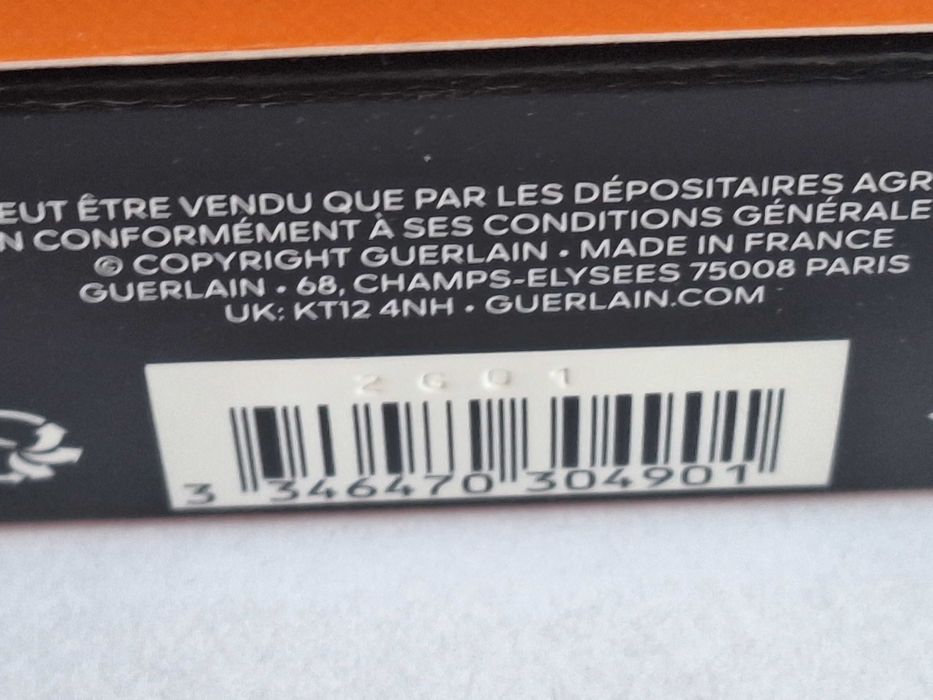 EUT ÊTRE VENDU QUE PAR LES DÉPOSITAIRES AGR
N CONFORMÉMENT À SES CONDITIONS GÉNÉRALE
© COPYRIGHT GUERLAIN • MADE IN FRANCE
GUERLAIN • 68, CHAMPS-ELYSEES 75008 PARIS
UK: KT12 4NH • GUERLAIN.COM
2G01
3 346470 304901